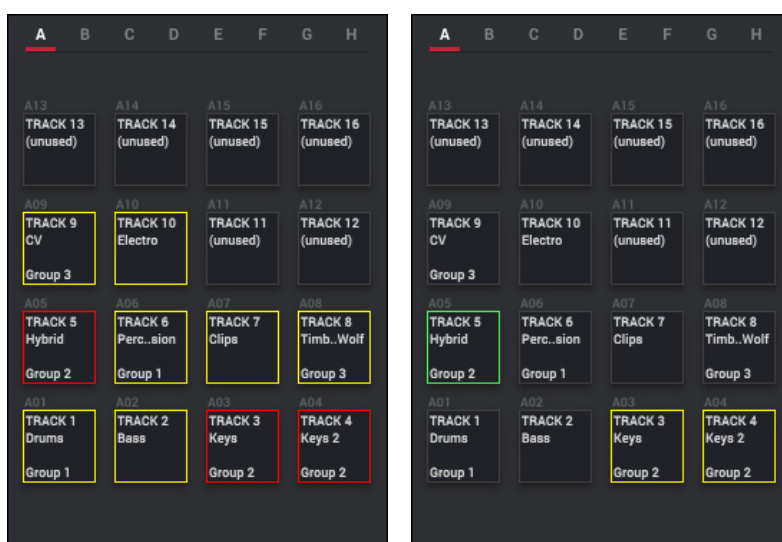 A B C D E F G H
A13 A14 A15 A16
TRACK 13 TRACK 14 TRACK 15 TRACK 16
(unused) (unused) (unused) (unused)
A09 A10 A11 A12
TRACK 9 TRACK 10 TRACK 11 TRACK 12
CV Electro (unused) (unused)
Group 3
A05 A06 A07 A08
TRACK 5 TRACK 6 TRACK 7 TRACK 8
Hybrid Perc..sion Clips Timb..Wolf
Group 2 Group 1 Group 3
A01 A02 A03 A04
TRACK 1 TRACK 2 TRACK 3 TRACK 4
Drums Bass Keys Keys 2
Group 1 Group 2 Group 2
A B C D E F G H
A13 A14 A15 A16
TRACK 13 TRACK 14 TRACK 15 TRACK 16
(unused) (unused) (unused) (unused)
A09 A10 A11 A12
TRACK 9 TRACK 10 TRACK 11 TRACK 12
CV Electro (unused) (unused)
Group 3
A05 A06 A07 A08
TRACK 5 TRACK 6 TRACK 7 TRACK 8
Hybrid Perc..sion Clips Timb..Wolf
Group 2 Group 1 Group 3
A01 A02 A03 A04
TRACK 1 TRACK 2 TRACK 3 TRACK 4
Drums Bass Keys Keys 2
Group 1 Group 2 Group 2